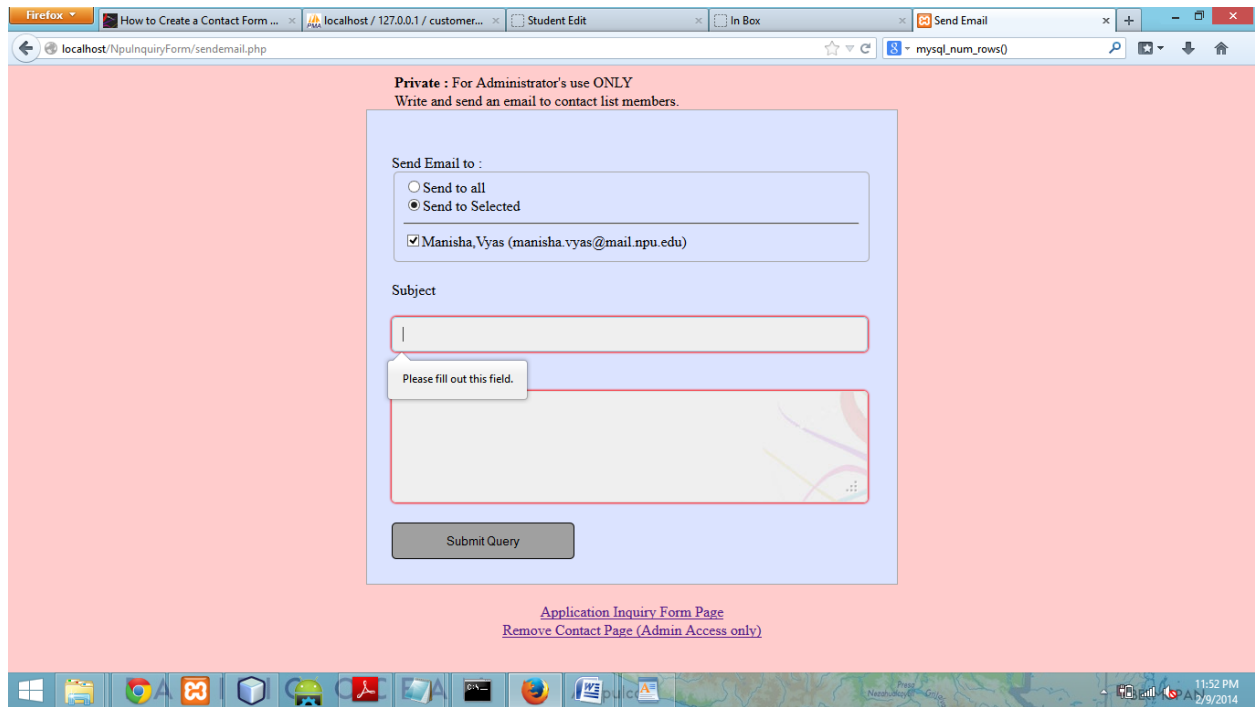 Firefox
How to Create a Contact Form ...
localhost / 127.0.0.1 / customer...
Student Edit
In Box
Send Email
localhost/NpuInquiryForm/sendemail.php
mysql_num_rows()
Private : For Administrator's use ONLY
Write and send an email to contact list members.
Send Email to :
Send to all
Send to Selected
Manisha,Vyas (manisha.vyas@mail.npu.edu)
Subject
Please fill out this field.
Submit Query
Application Inquiry Form Page
Remove Contact Page (Admin Access only)
11:52 PM
2/9/2014